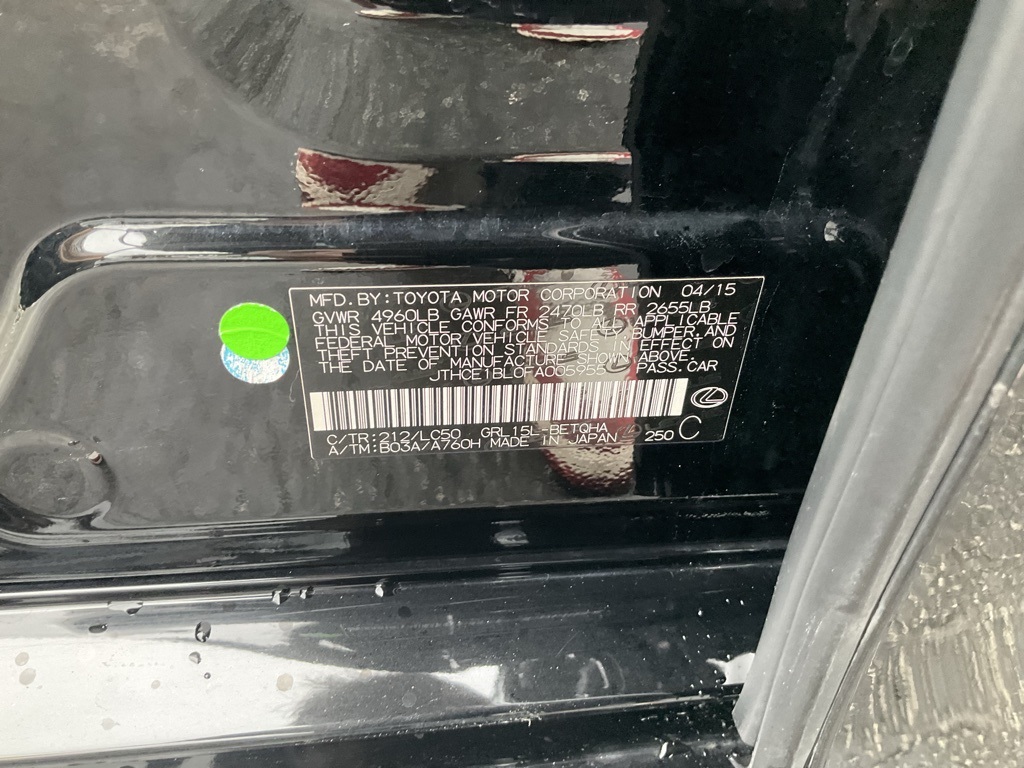 MFD. BY: TOYOTA MOTOR CORPORATION 04/15
GVWR 4960LB GAWR FR 2470LB RR 2655LB
THIS VEHICLE CONFORMS TO ALL APPLICABLE
FEDERAL MOTOR VEHICLE SAFETY, BUMPER, AND
THEFT PREVENTION STANDARDS IN EFFECT ON
THE DATE OF MANUFACTURE SHOWN ABOVE.
JTHCE1BL0FA005955 PASS.CAR
C/TR:212/LC50 GRL15L-BETQHA
A/TM:B03A/A760H MADE IN JAPAN 250 C